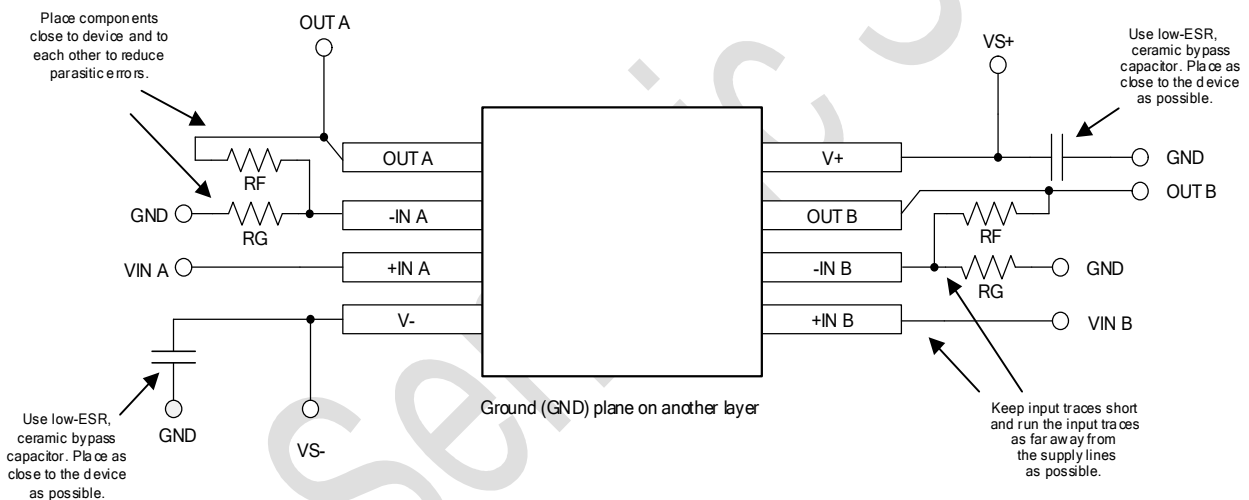 Place components
close to device and to
each other to reduce
parasitic errors.
OUT A
VS+
Use low-ESR,
ceramic bypass
capacitor. Place as
close to the device
as possible.
OUT A
V+
GND
RF
OUT B
GND
-IN A
OUT B
RG
RF
VIN A
+IN A
-IN B
GND
RG
V-
+IN B
VIN B
Ground (GND) plane on another layer
Use low-ESR,
ceramic bypass
capacitor. Place as
close to the device
as possible.
GND
VS-
Keep input traces short
and run the input traces
as far away from
the supply lines
as possible.